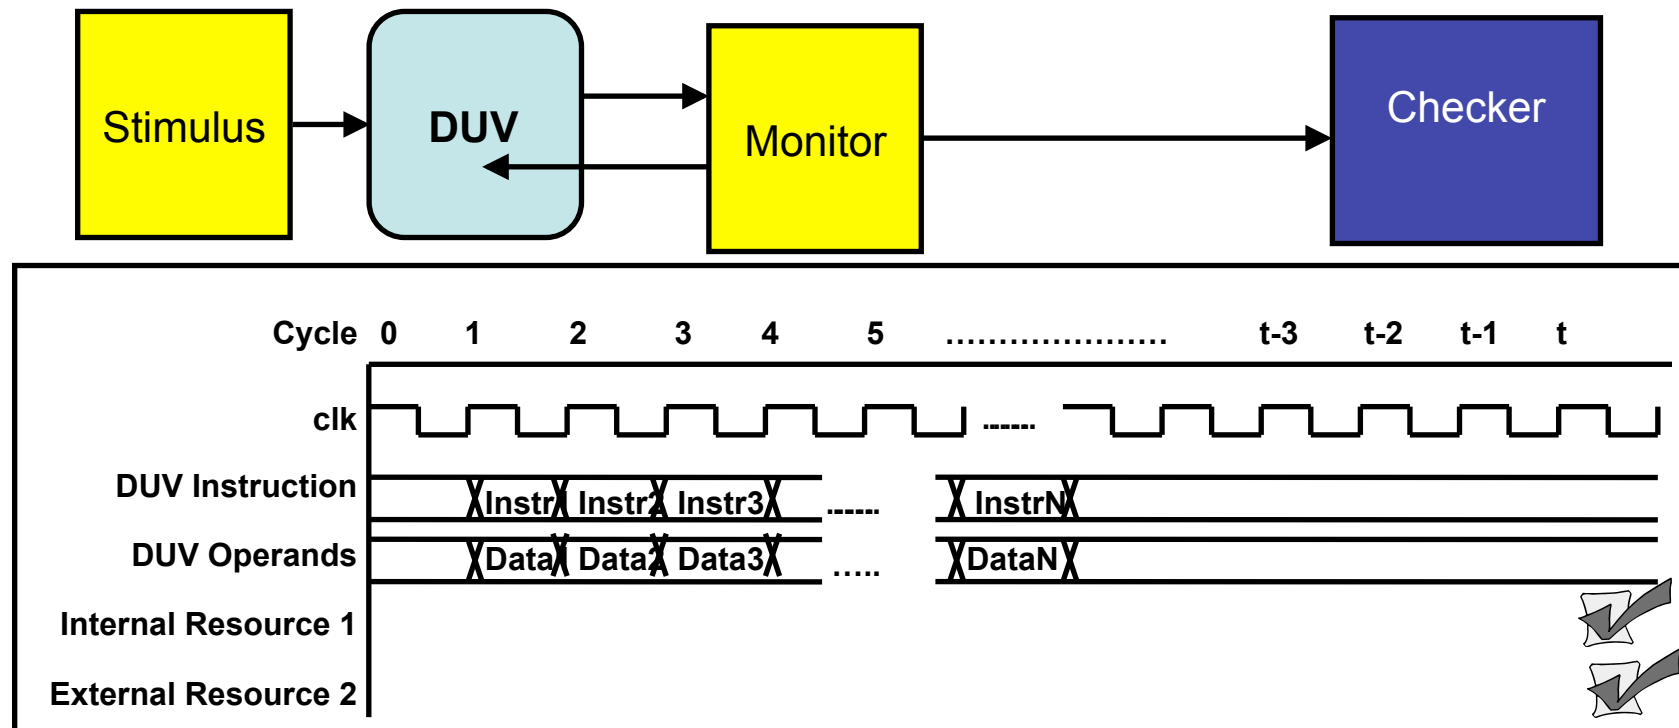 Stimulus
DUV
Monitor
Checker
Cycle 0 1 2 3 4 5 ..................... t-3 t-2 t-1 t
clk .......
DUV Instruction Instr1 Instr2 Instr3 ....... InstrN
DUV Operands Data1 Data2 Data3 ..... DataN
Internal Resource 1
External Resource 2